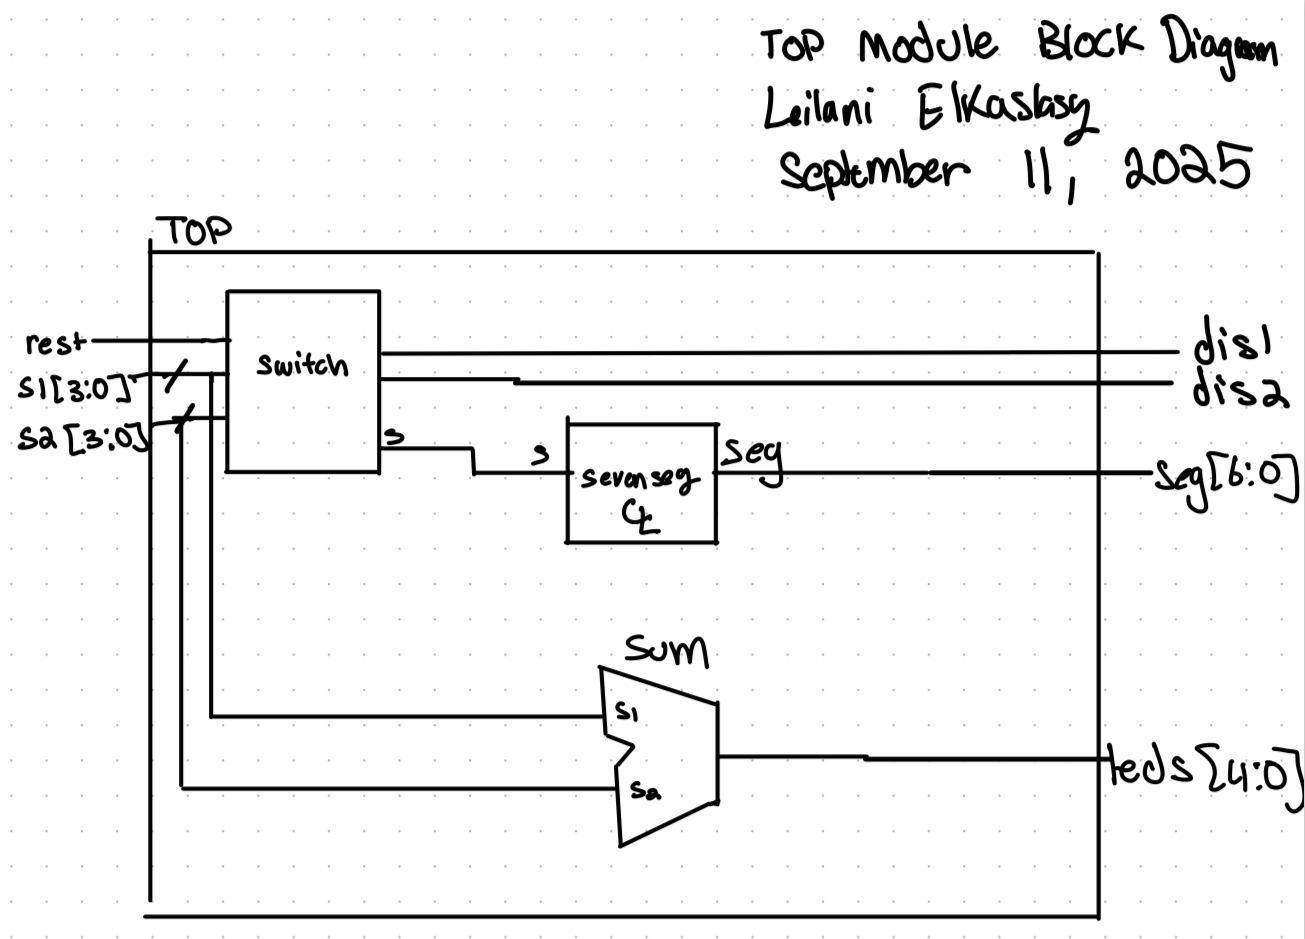 TOP Module Block Diagram
Leilani ElKaslasy
September 11, 2025
TOP
rest
s1[3:0]
s2[3:0]
switch
s
dis1
dis2
s
sevenseg
CL
seg
seg[6:0]
sum
s1
s2
leds[4:0]